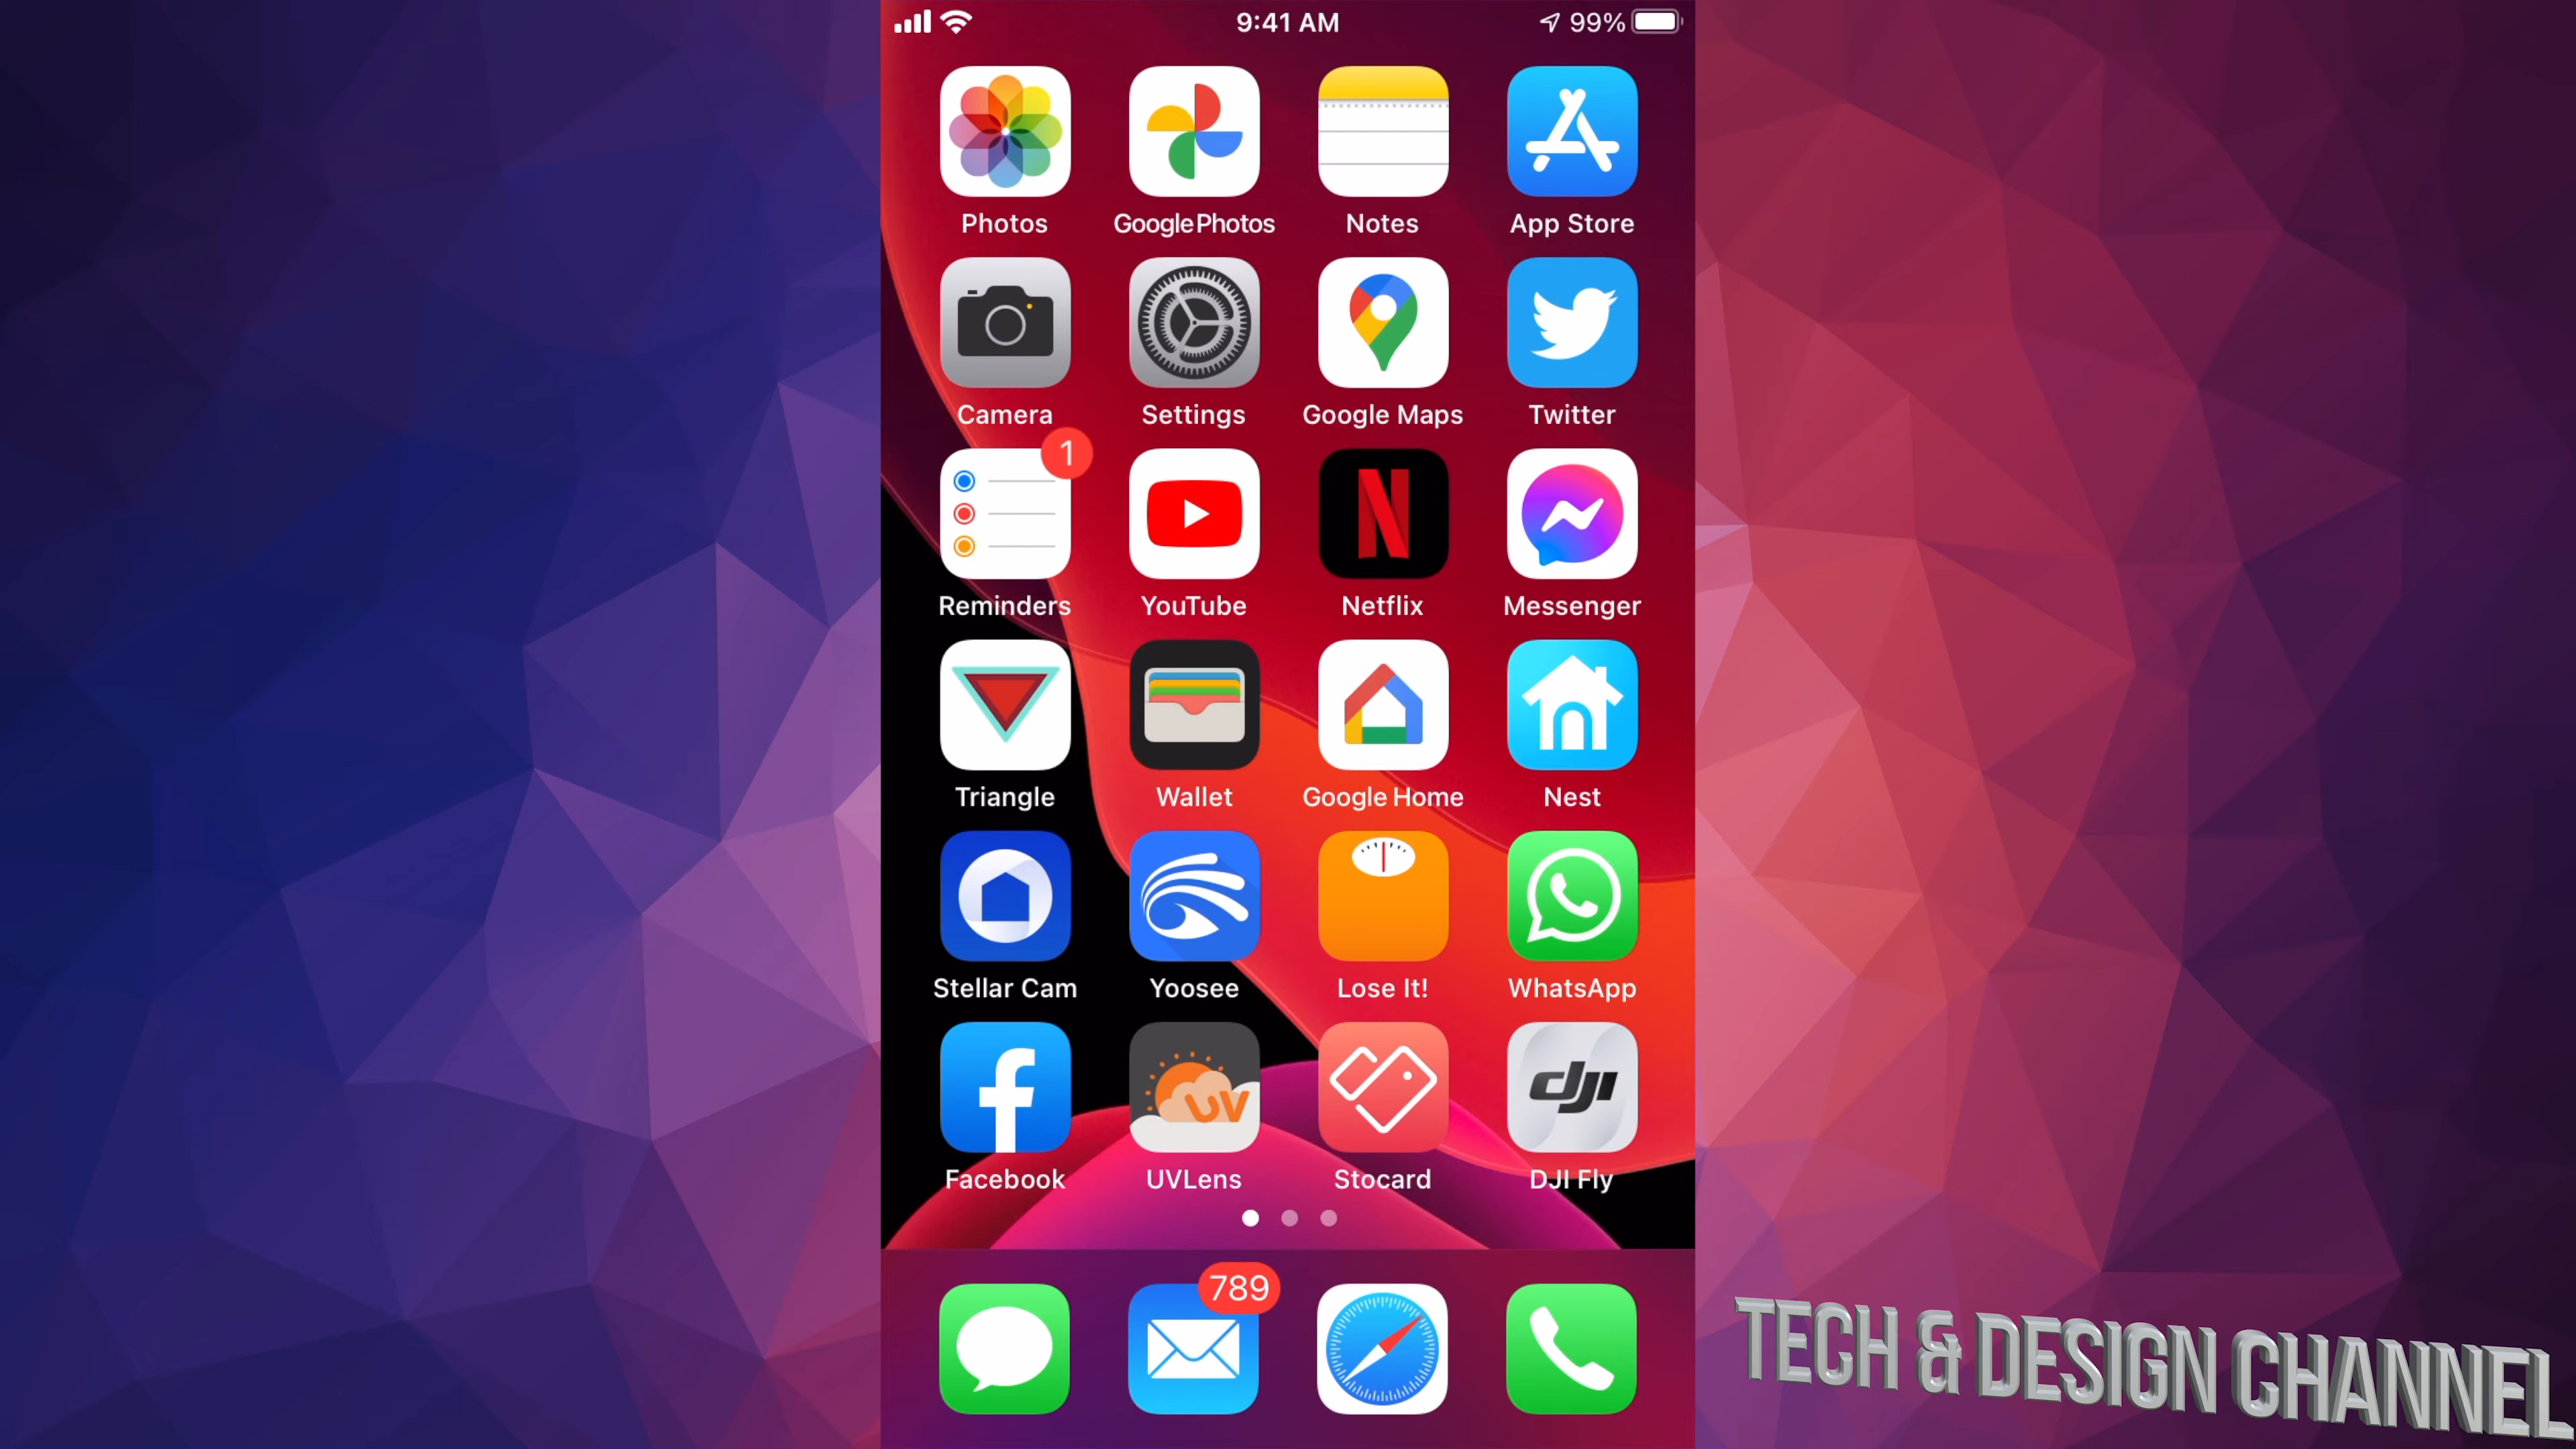 9:41 AM
99%
Photos
Google Photos
Notes
App Store
Camera
Settings
Google Maps
Twitter
1
Reminders
YouTube
N
Netflix
Messenger
Triangle
Wallet
Google Home
Nest
Stellar Cam
Yoosee
Lose It!
WhatsApp
f
UV
dji
Facebook
UVLens
Stocard
DJI Fly
789
TECH & DESIGN CHANNEL